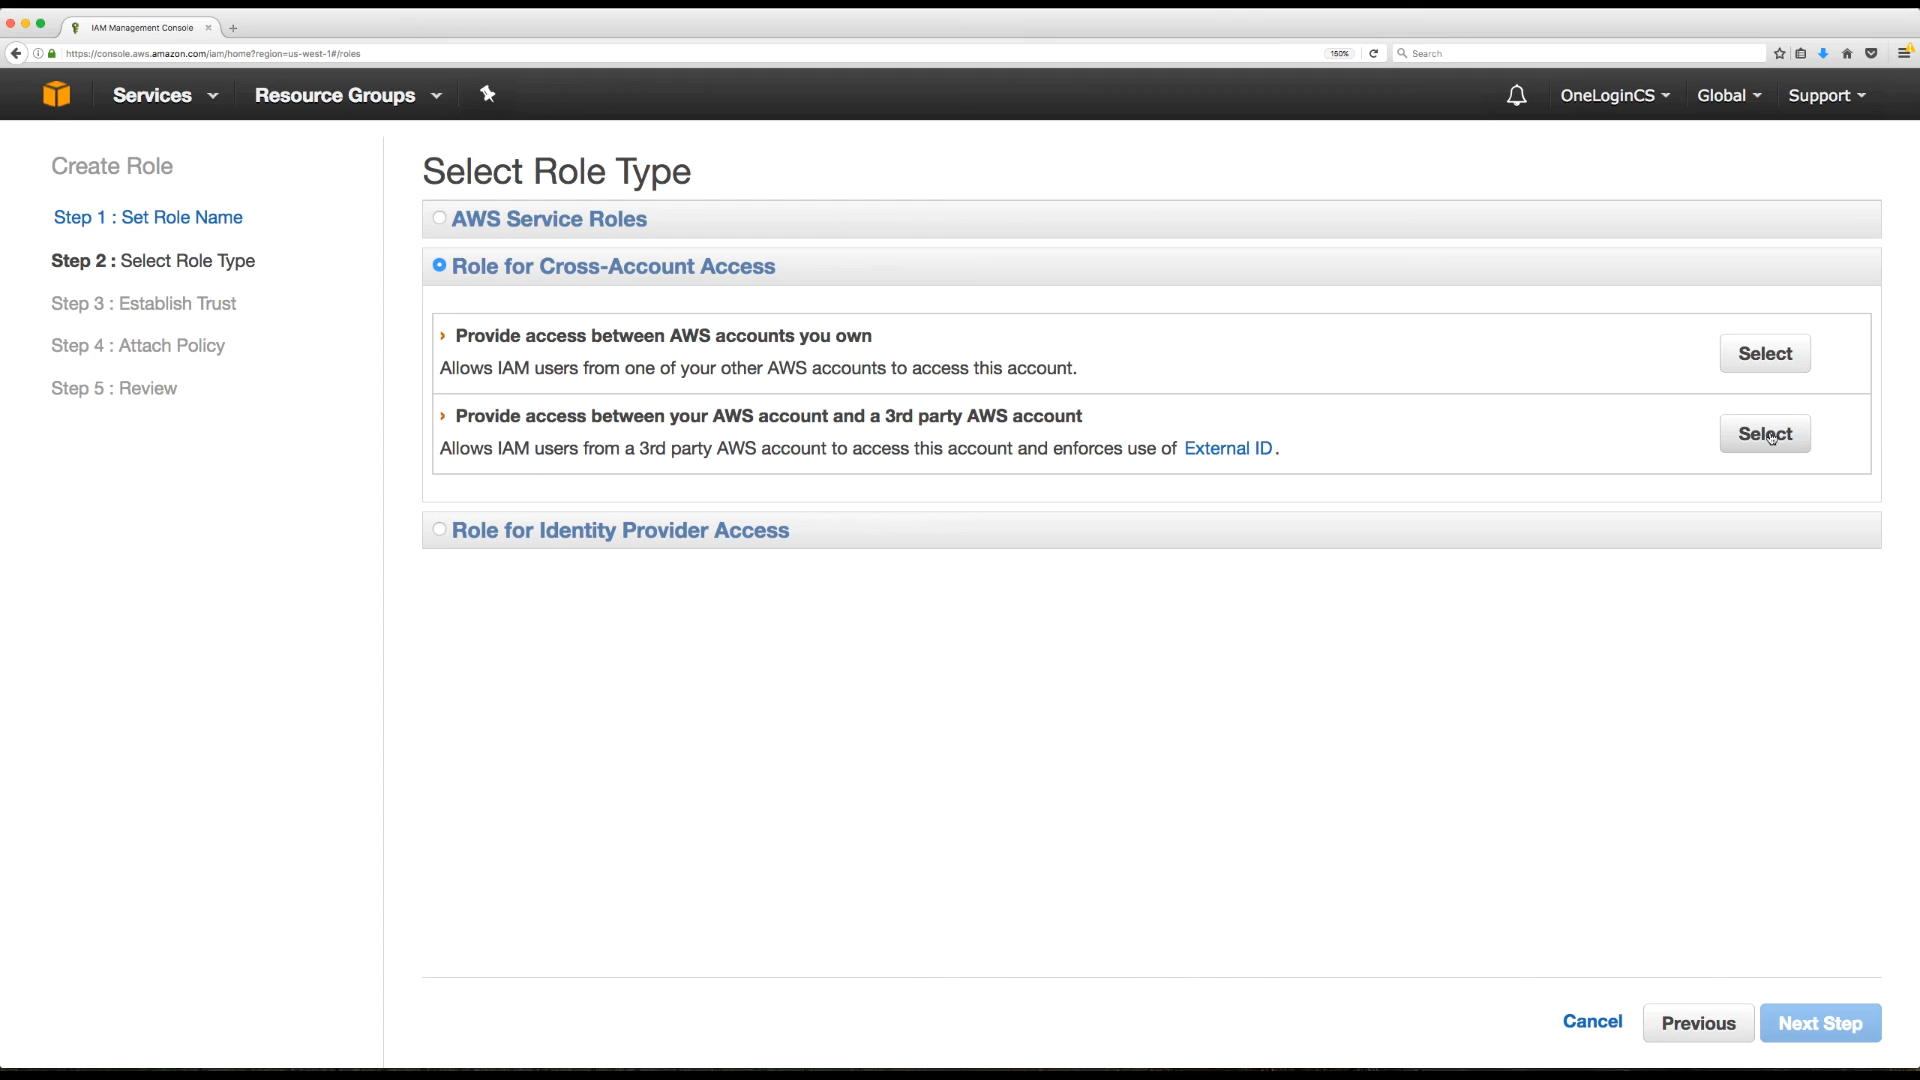 IAM Management Console
https://console.aws.amazon.com/iam/home?region=us-west-1#/roles
150%
Search
Services
Resource Groups
OneLoginCS
Global
Support
Create Role
Step 1 : Set Role Name
Step 2 : Select Role Type
Step 3 : Establish Trust
Step 4 : Attach Policy
Step 5 : Review
Select Role Type
AWS Service Roles
Role for Cross-Account Access
Provide access between AWS accounts you own
Allows IAM users from one of your other AWS accounts to access this account.
Select
Provide access between your AWS account and a 3rd party AWS account
Allows IAM users from a 3rd party AWS account to access this account and enforces use of External ID.
Select
Role for Identity Provider Access
Cancel
Previous
Next Step